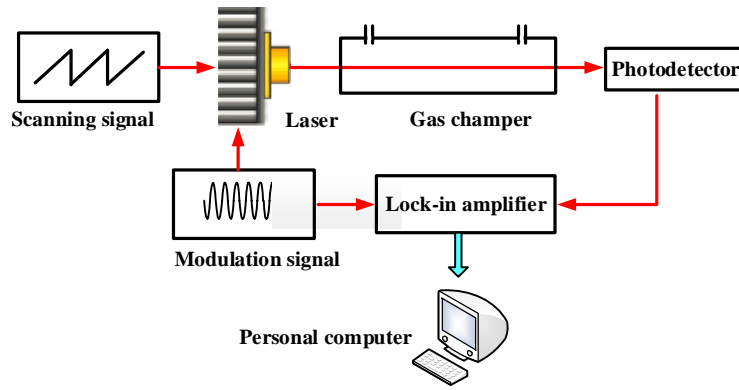 Photodetector
Scanning signal
Laser
Gas champer
Lock-in amplifier
Modulation signal
Personal computer